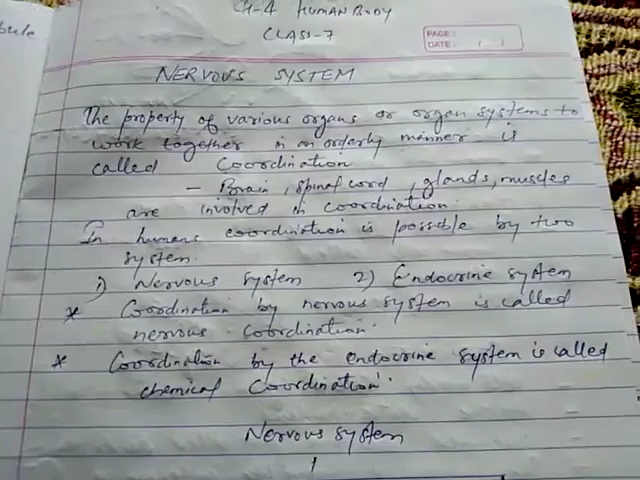 bule
CH-4 HUMAN BODY
CLASS-7
PAGE:
DATE: / /
NERVOUS SYSTEM
The property of various organs or organ systems to
work together in an orderly manner is
called Coordination
- Brain, spinal cord, glands, muscles
are involved in coordination.
In humans coordination is possible by two
system.
1) Nervous system 2) Endocrine system
* Coordination by nervous system is called
nervous coordination.
* Coordination by the endocrine system is called
chemical Coordination.
Nervous system